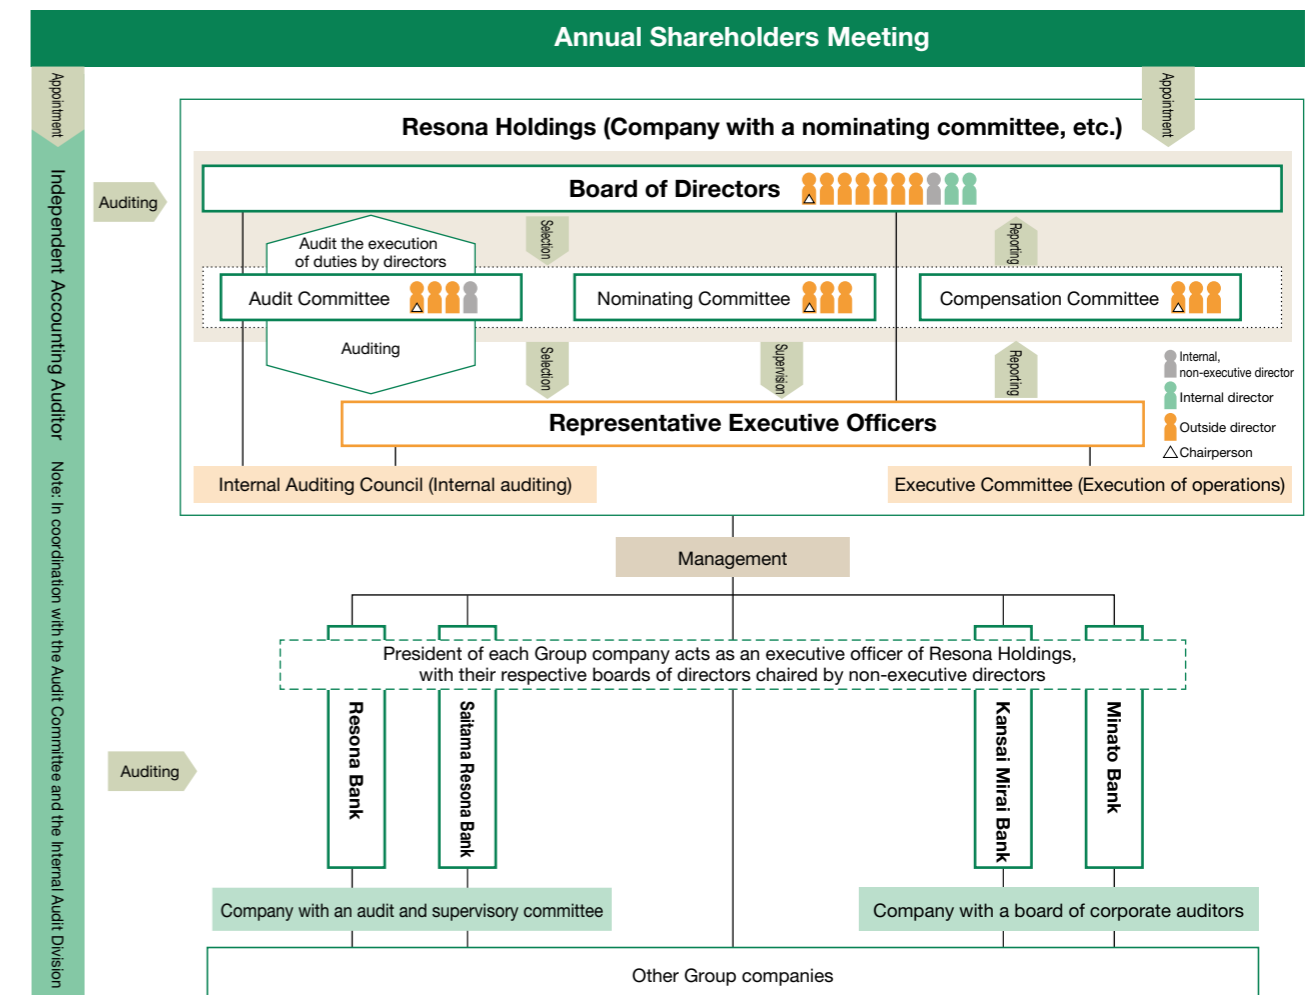 Annual Shareholders Meeting
Appointment
Appointment
Independent Accounting Auditor Note: In coordination with the Audit Committee and the Internal Audit Division
Resona Holdings (Company with a nominating committee, etc.)
Auditing
Board of Directors
Audit the execution
of duties by directors
Selection
Reporting
Audit Committee
Nominating Committee
Compensation Committee
Auditing
Selection
Supervision
Reporting
Internal,
non-executive director
Internal director
Outside director
Chairperson
Representative Executive Officers
Internal Auditing Council (Internal auditing)
Executive Committee (Execution of operations)
Management
President of each Group company acts as an executive officer of Resona Holdings,
with their respective boards of directors chaired by non-executive directors
Resona Bank
Saitama Resona Bank
Kansai Mirai Bank
Minato Bank
Auditing
Company with an audit and supervisory committee
Company with a board of corporate auditors
Other Group companies